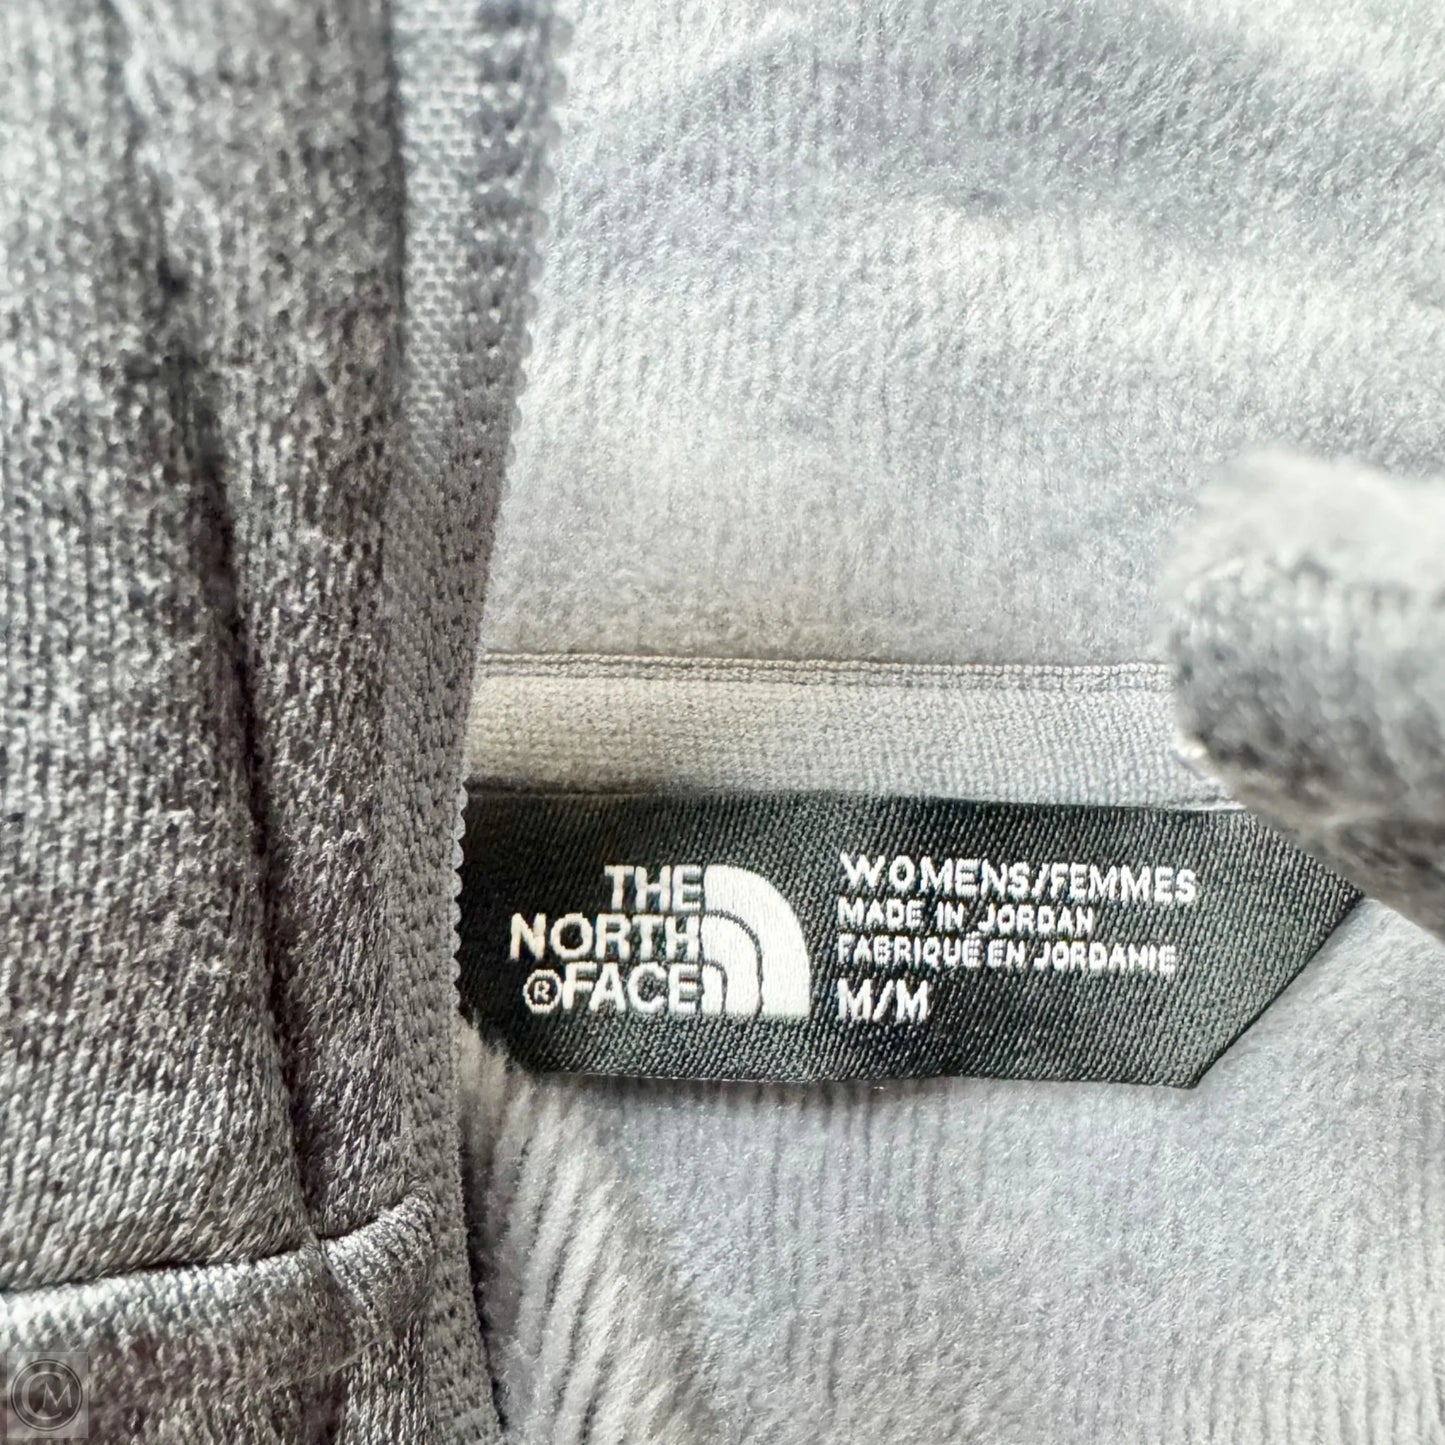 THE
NORTH
®FACE
WOMENS/FEMMES
MADE IN JORDAN
FABRIQUÉ EN JORDANIE
M/M
M